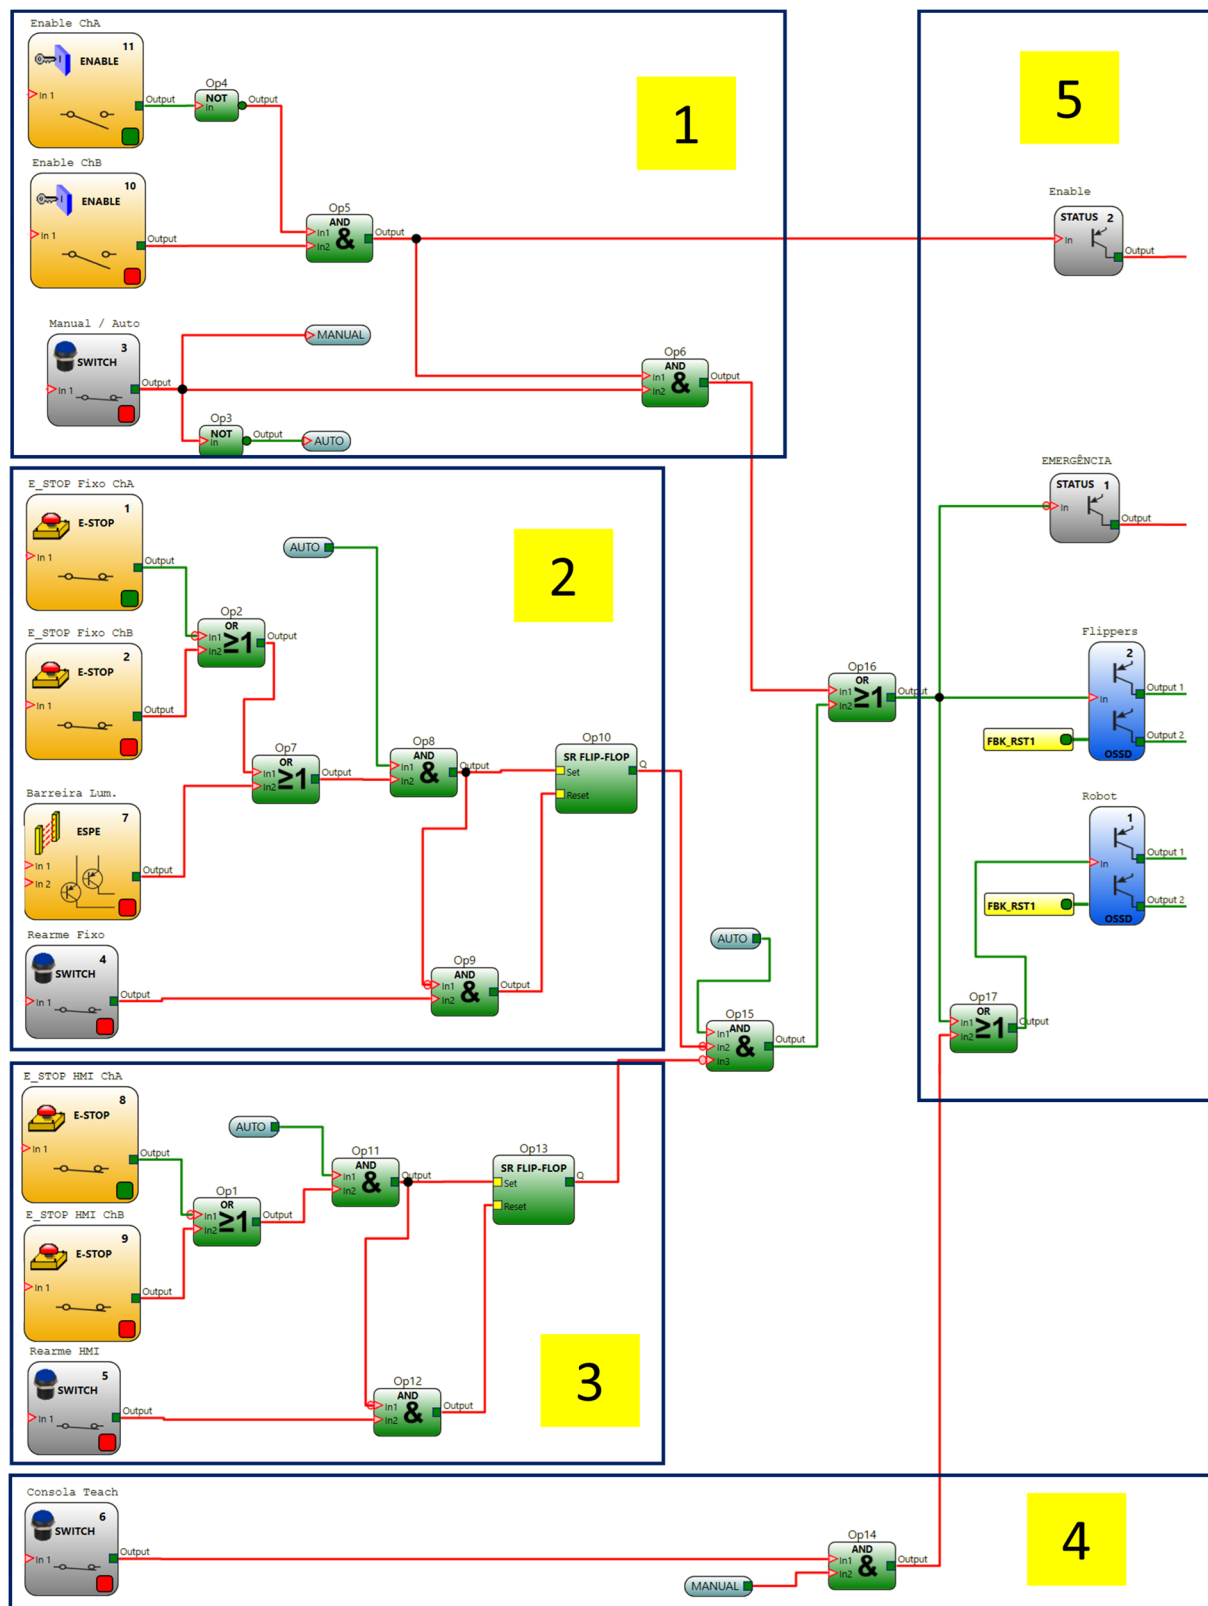 Enable ChA
11
ENABLE
In 1
Output
Op4
NOT
In
Output
1
Enable ChB
10
ENABLE
In 1
Output
Op5
AND
In1
In2
&
Output
Manual / Auto
3
SWITCH
In 1
Output
MANUAL
Op3
NOT
In
Output
AUTO
Op6
AND
In1
In2
&
Output
E_STOP Fixo ChA
1
E-STOP
In 1
Output
AUTO
2
E_STOP Fixo ChB
2
E-STOP
In 1
Output
Op2
OR
In1
In2
≥1
Output
Op7
OR
In1
In2
≥1
Output
Op8
AND
In1
In2
&
Output
Op10
SR FLIP-FLOP
Set
Reset
Q
Barreira Lum.
7
ESPE
In 1
In 2
Output
Rearme Fixo
4
SWITCH
In 1
Output
Op9
AND
In1
In2
&
Output
E_STOP HMI ChA
8
E-STOP
In 1
Output
AUTO
Op11
AND
In1
In2
&
Output
Op13
SR FLIP-FLOP
Set
Reset
Q
Op1
OR
In1
In2
≥1
Output
E_STOP HMI ChB
9
E-STOP
In 1
Output
Rearme HMI
5
SWITCH
In 1
Output
Op12
AND
In1
In2
&
Output
3
AUTO
Op15
AND
In1
In2
In3
&
Output
Op16
OR
In1
In2
≥1
Output
Consola Teach
6
SWITCH
In 1
Output
MANUAL
Op14
AND
In1
In2
&
Output
4
5
Enable
STATUS 2
In
Output
EMERGÊNCIA
STATUS 1
In
Output
Flippers
2
In
Output 1
Output 2
FBK_RST1
OSSD
Robot
1
In
Output 1
Output 2
FBK_RST1
OSSD
Op17
OR
In1
In2
≥1
Output